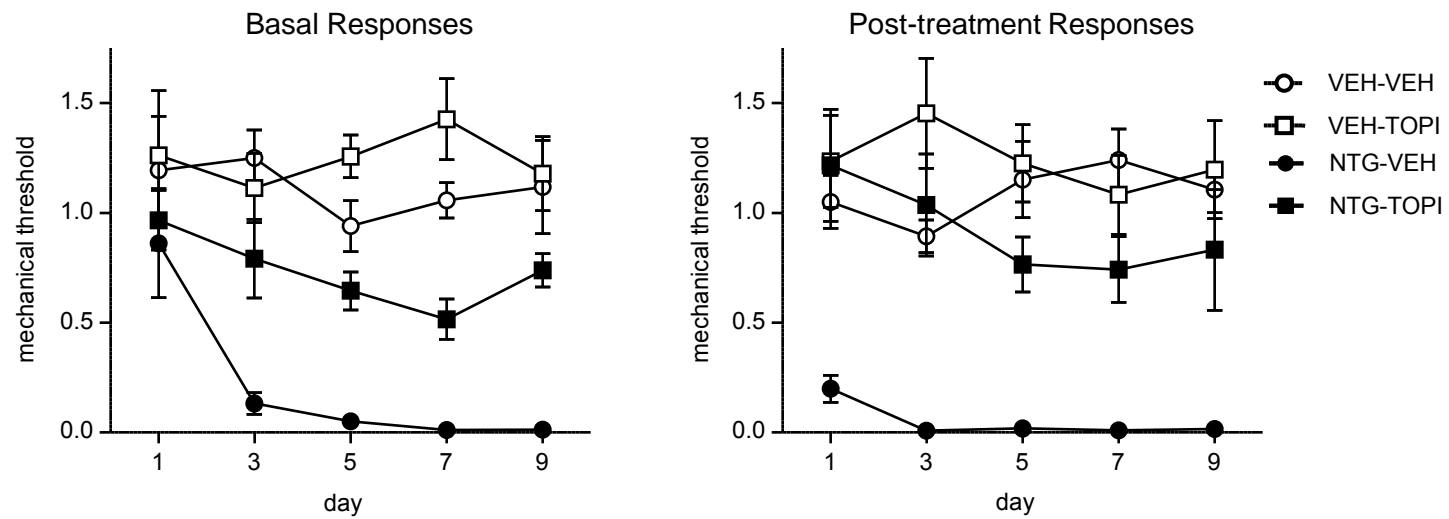 Basal Responses
mechanical threshold
1.5
1.0
0.5
0.0
1 3 5 7 9
day
Post-treatment Responses
mechanical threshold
1.5
1.0
0.5
0.0
1 3 5 7 9
day
VEH-VEH
VEH-TOPI
NTG-VEH
NTG-TOPI